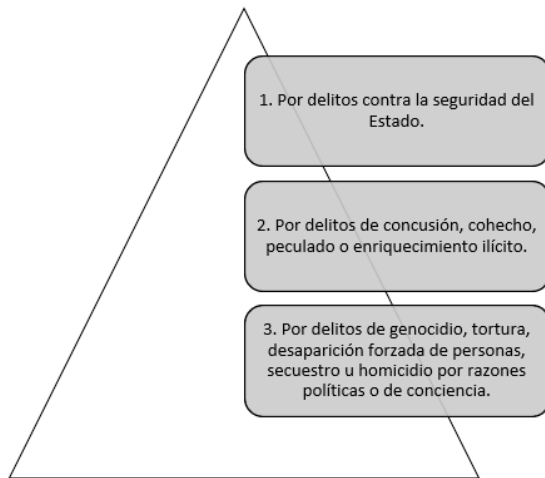 1. Por delitos contra la seguridad del
Estado.
2. Por delitos de concusión, cohecho,
peculado o enriquecimiento ilícito.
3. Por delitos de genocidio, tortura,
desaparición forzada de personas,
secuestro u homicidio por razones
políticas o de conciencia.